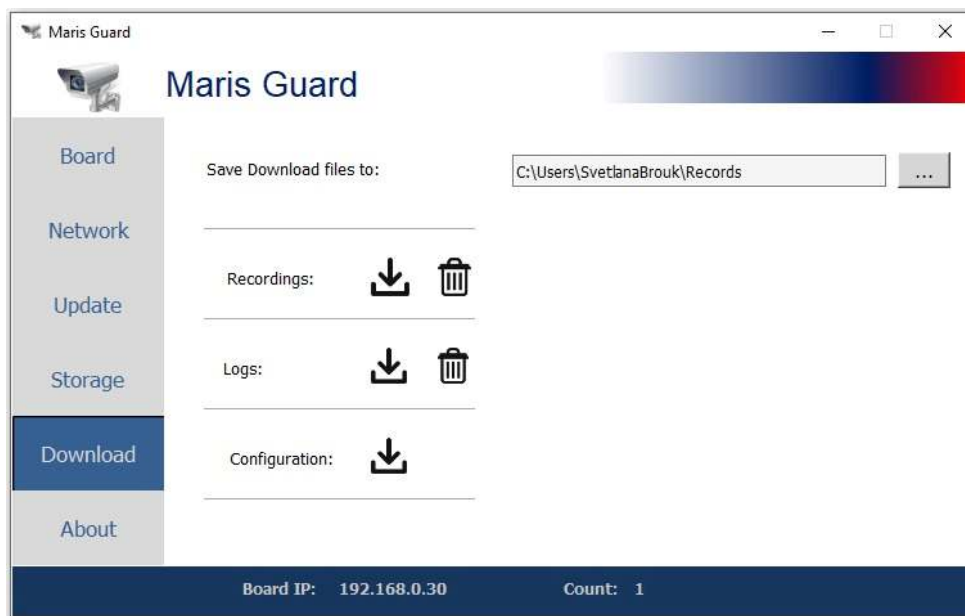 Maris Guard
Maris Guard
Board
Save Download files to: C:\Users\SvetlanaBrouk\Records ...
Network
Recordings:
Update
Logs:
Storage
Download
Configuration:
About
Board IP: 192.168.0.30 Count: 1